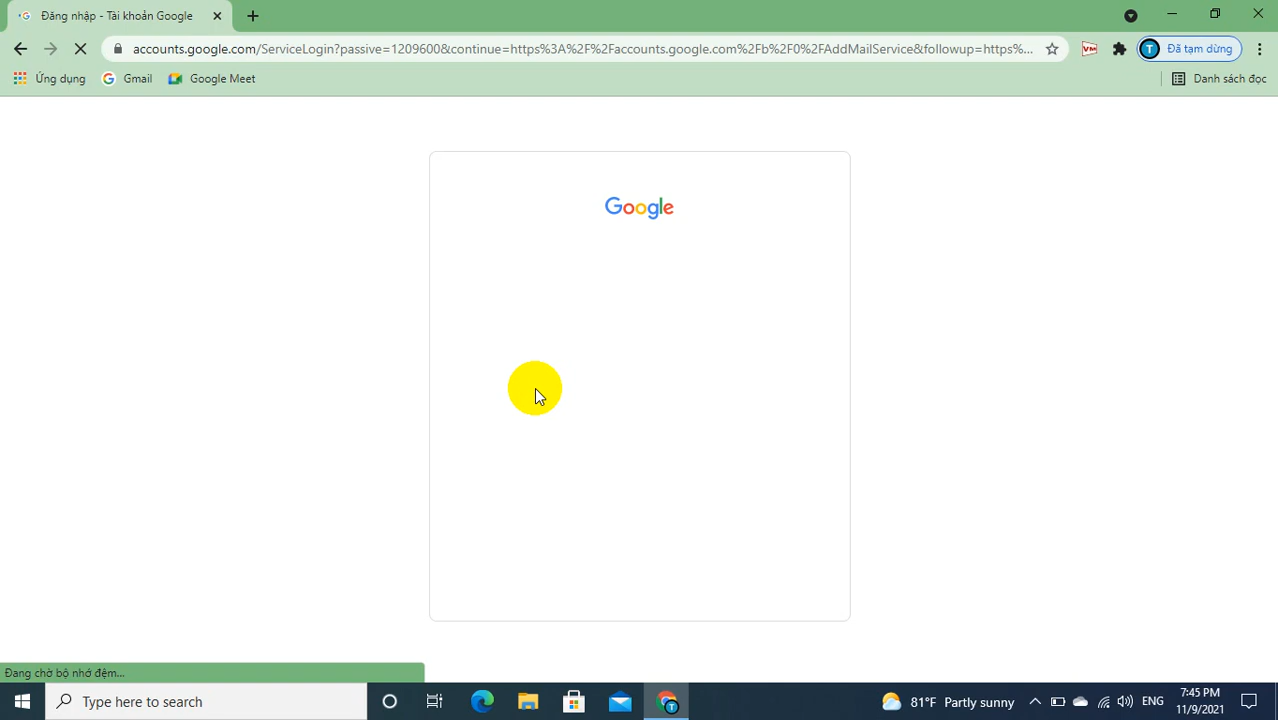 Đăng nhập - Tài khoản Google
accounts.google.com/ServiceLogin?passive=1209600&continue=https%3A%2F%2Faccounts.google.com%2Fb%2F0%2FAddMailService&followup=https%...
VM
T
Đã tạm dừng
Ứng dụng
Gmail
Google Meet
Danh sách đọc
Google
Đang chờ bộ nhớ đệm...
Type here to search
T
81°F Partly sunny
ENG
7:45 PM
11/9/2021